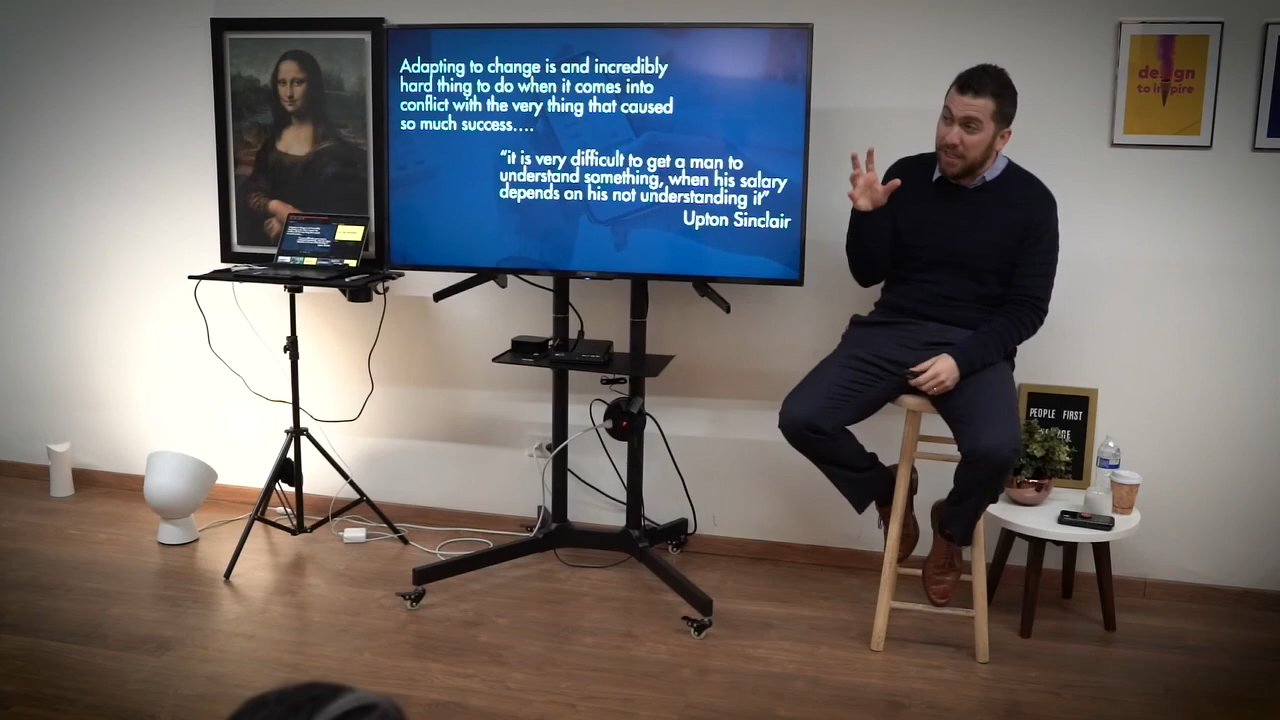 Adapting to change is and incredibly
hard thing to do when it comes into
conflict with the very thing that caused
so much success....
"it is very difficult to get a man to
understand something, when his salary
depends on his not understanding it"
Upton Sinclair
design
to inspire
PEOPLE FIRST